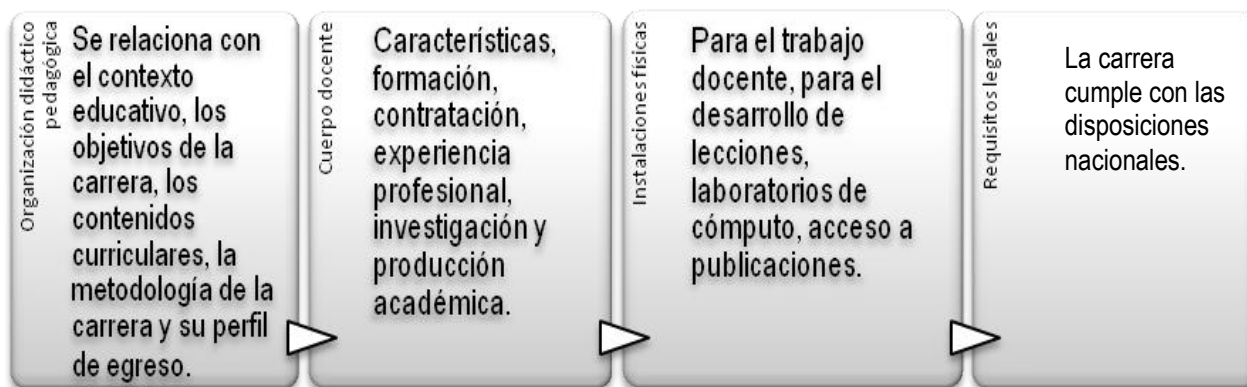 Organización didáctico
pedagógica
Se relaciona con
el contexto
educativo, los
objetivos de la
carrera, los
contenidos
curriculares, la
metodología de la
carrera y su perfil
de egreso.
Cuerpo docente
Características,
formación,
contratación,
experiencia
profesional,
investigación y
producción
académica.
Instalaciones físicas
Para el trabajo
docente, para el
desarrollo de
lecciones,
laboratorios de
cómputo, acceso a
publicaciones.
Requisitos legales
La carrera
cumple con las
disposiciones
nacionales.